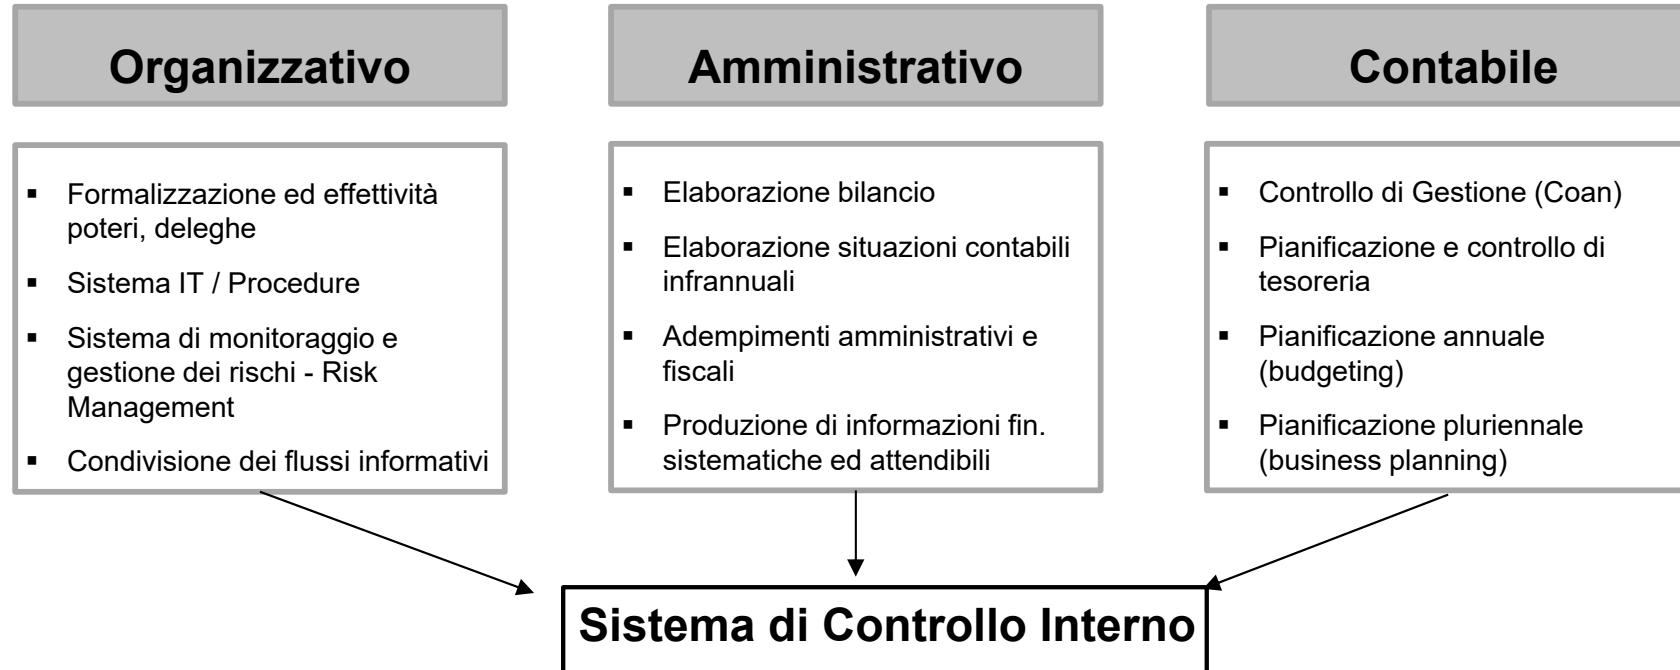 Organizzativo
▪ Formalizzazione ed effettività
poteri, deleghe
▪ Sistema IT / Procedure
▪ Sistema di monitoraggio e
gestione dei rischi - Risk
Management
▪ Condivisione dei flussi informativi
Amministrativo
▪ Elaborazione bilancio
▪ Elaborazione situazioni contabili
infrannuali
▪ Adempimenti amministrativi e
fiscali
▪ Produzione di informazioni fin.
sistematiche ed attendibili
Contabile
▪ Controllo di Gestione (Coan)
▪ Pianificazione e controllo di
tesoreria
▪ Pianificazione annuale
(budgeting)
▪ Pianificazione pluriennale
(business planning)
Sistema di Controllo Interno